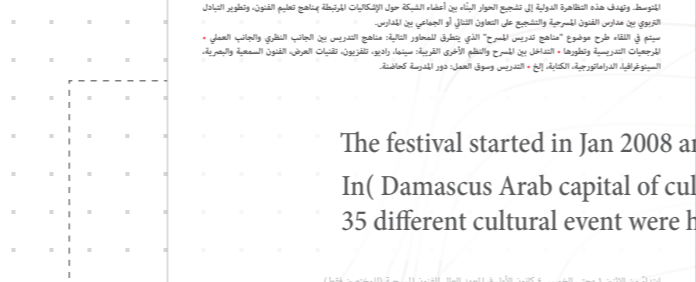 المتوسط. وتهدف هذه التظاهرة الدولية إلى تشجيع الحوار البنّاء بين أعضاء الشبكة حول الإشكاليات المرتبطة بمناهج تعليم الفنون، وتطوير التبادل
التربوي بين مدارس الفنون المسرحية والتشجيع على التعاون الثنائي أو الجماعي بين المدارس.
سيتم في اللقاء طرح موضوع "مناهج تدريس المسرح" الذي يتطرق للمحاور التالية: مناهج التدريس بين الجانب النظري والجانب العملي •
المرجعيات التدريسية وتطورها • التداخل بين المسرح والنظم الأخرى القريبة: سينما، راديو، تلفزيون، تقنيات العرض، الفنون السمعية والبصرية،
السينوغرافيا، الدراماتورجية، الكتابة، إلخ • التدريس وسوق العمل: دور المدرسة كحاضنة.
The festival started in Jan 2008 a
In( Damascus Arab capital of cul
35 different cultural event were h